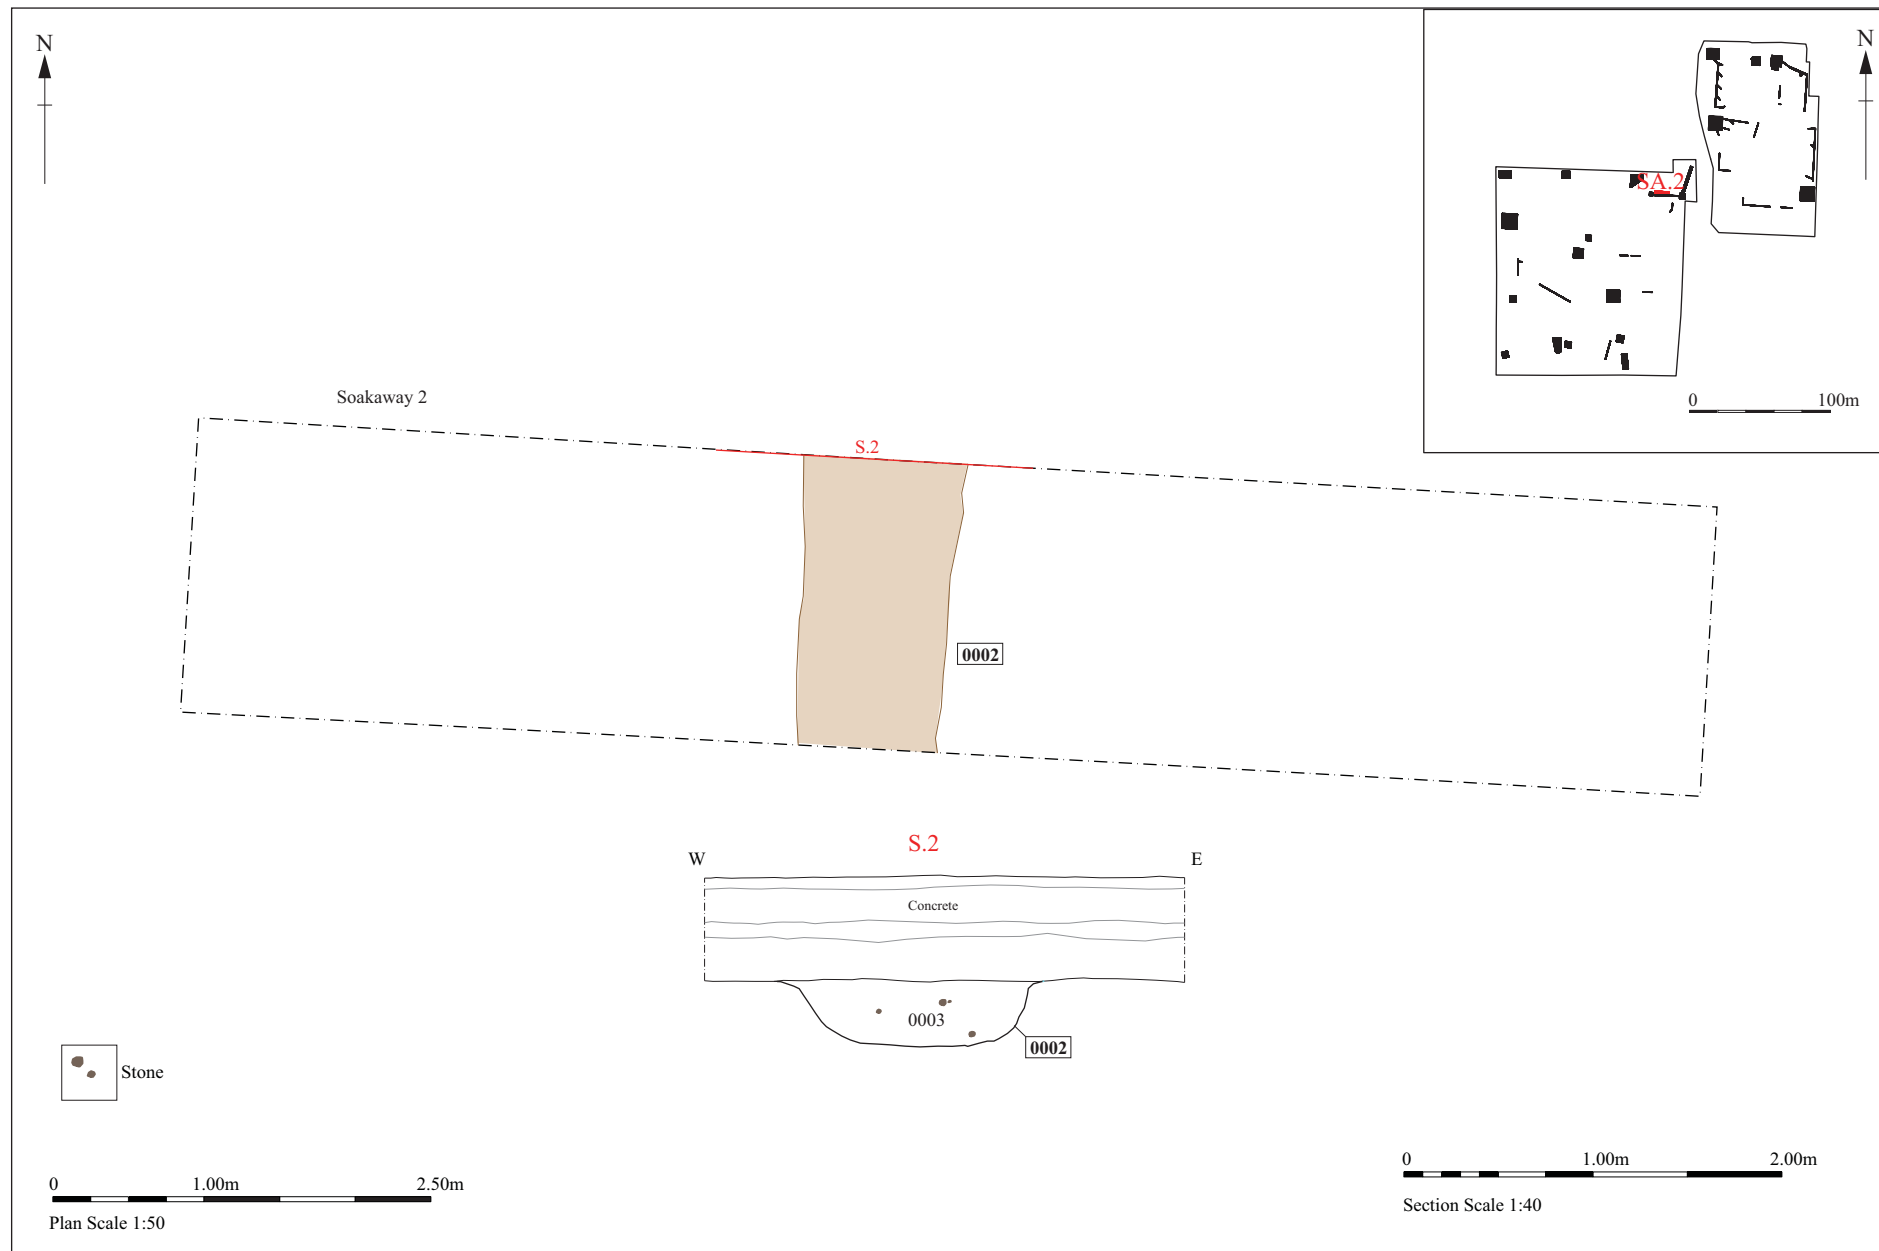 N
N
SA.2
0 100m
Soakaway 2
S.2
0002
S.2
W E
Concrete
0003
0002
Stone
0 1.00m 2.50m
Plan Scale 1:50
0 1.00m 2.00m
Section Scale 1:40